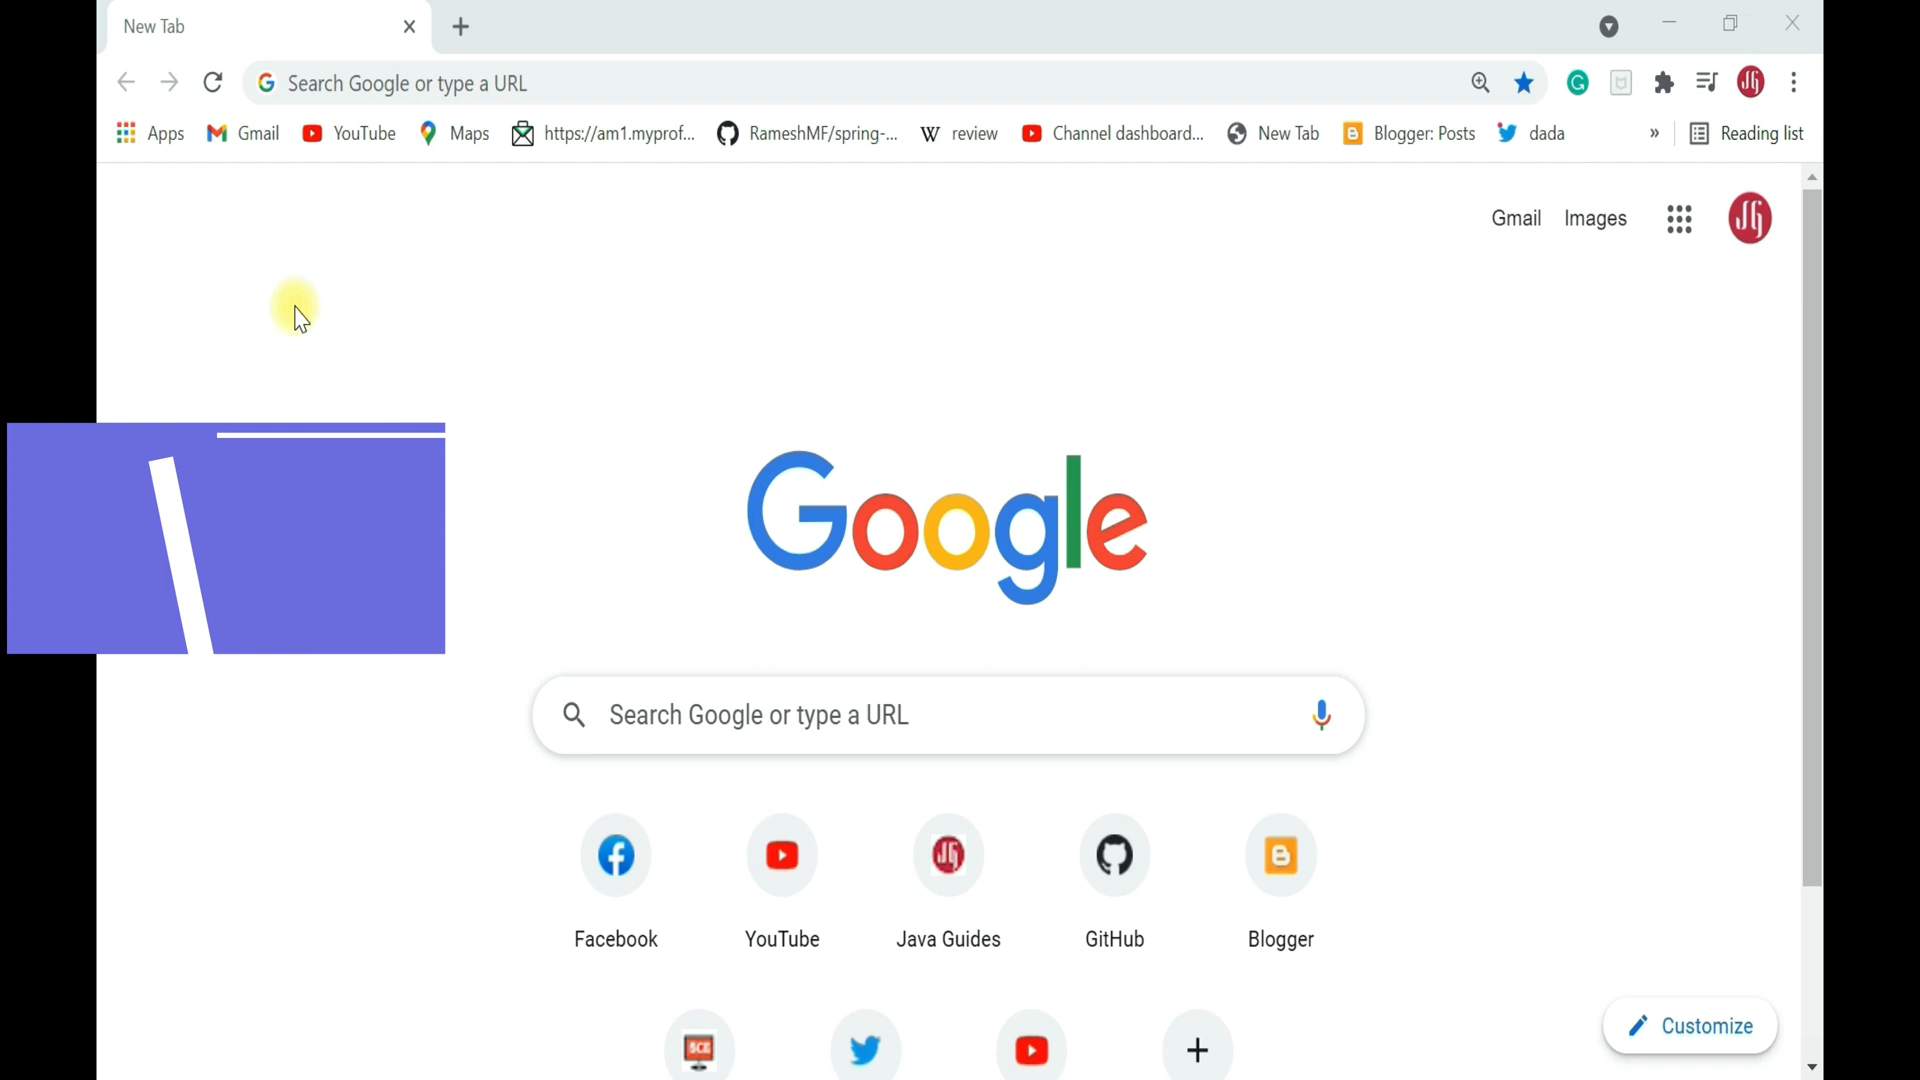 New Tab
Search Google or type a URL
Apps Gmail YouTube Maps https://am1.myprof... RameshMF/spring-... review Channel dashboard... New Tab Blogger: Posts dada » Reading list
Gmail Images
Google
Search Google or type a URL
Facebook YouTube Java Guides GitHub Blogger
SCE
Customize